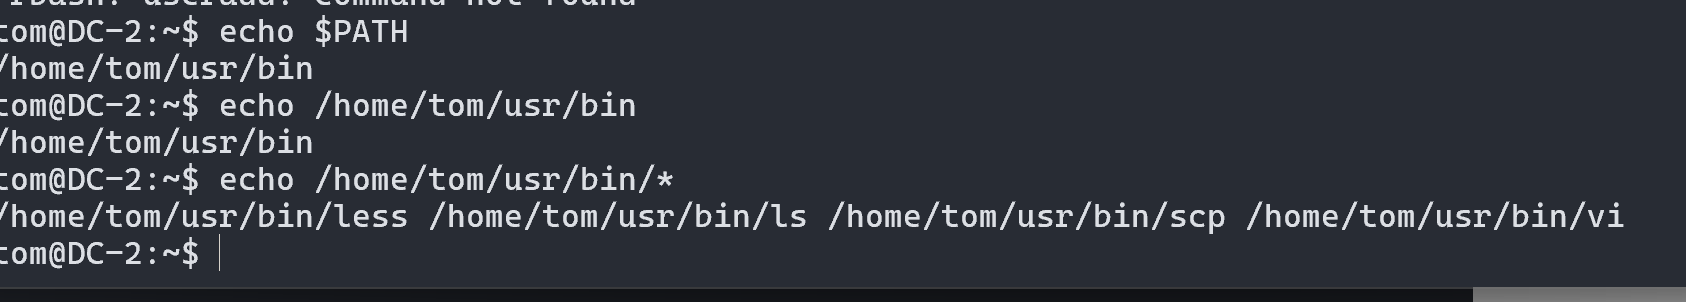 tom@DC-2:~$ echo $PATH
/home/tom/usr/bin
tom@DC-2:~$ echo /home/tom/usr/bin
/home/tom/usr/bin
tom@DC-2:~$ echo /home/tom/usr/bin/*
/home/tom/usr/bin/less /home/tom/usr/bin/ls /home/tom/usr/bin/scp /home/tom/usr/bin/vi
tom@DC-2:~$